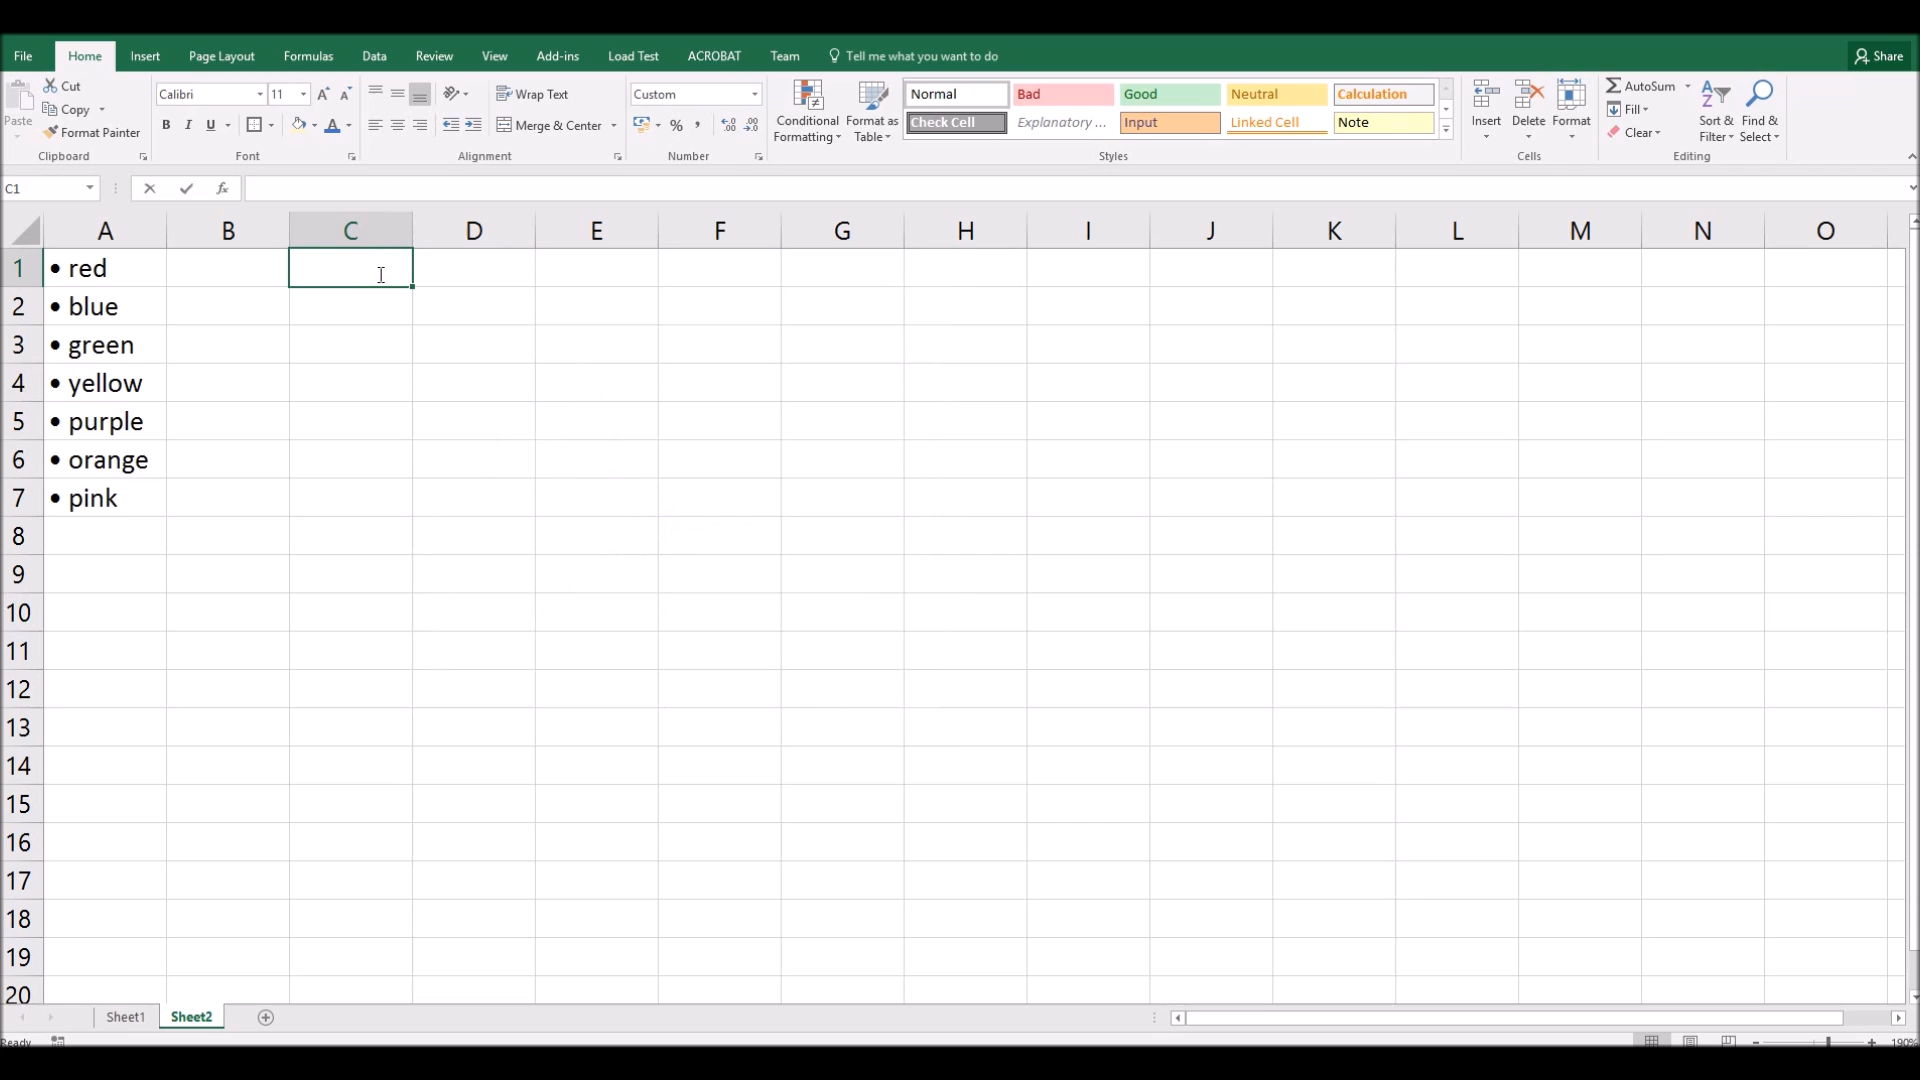 File Home Insert Page Layout Formulas Data Review View Add-ins Load Test ACROBAT Team Tell me what you want to do Share
Paste Cut Copy Format Painter Clipboard
Calibri 11 A A B I U A Font
Wrap Text Merge & Center Alignment
Custom % , .0 .00 Number
Conditional Formatting Format as Table
Normal Bad Good Neutral Calculation
Check Cell Explanatory ... Input Linked Cell Note
Styles
Insert Delete Format Cells
AutoSum Fill Clear Sort & Filter Find & Select Editing
C1 fx
A B C D E F G H I J K L M N O
1 • red
2 • blue
3 • green
4 • yellow
5 • purple
6 • orange
7 • pink
8
9
10
11
12
13
14
15
16
17
18
19
20
Sheet1 Sheet2
Ready 190%